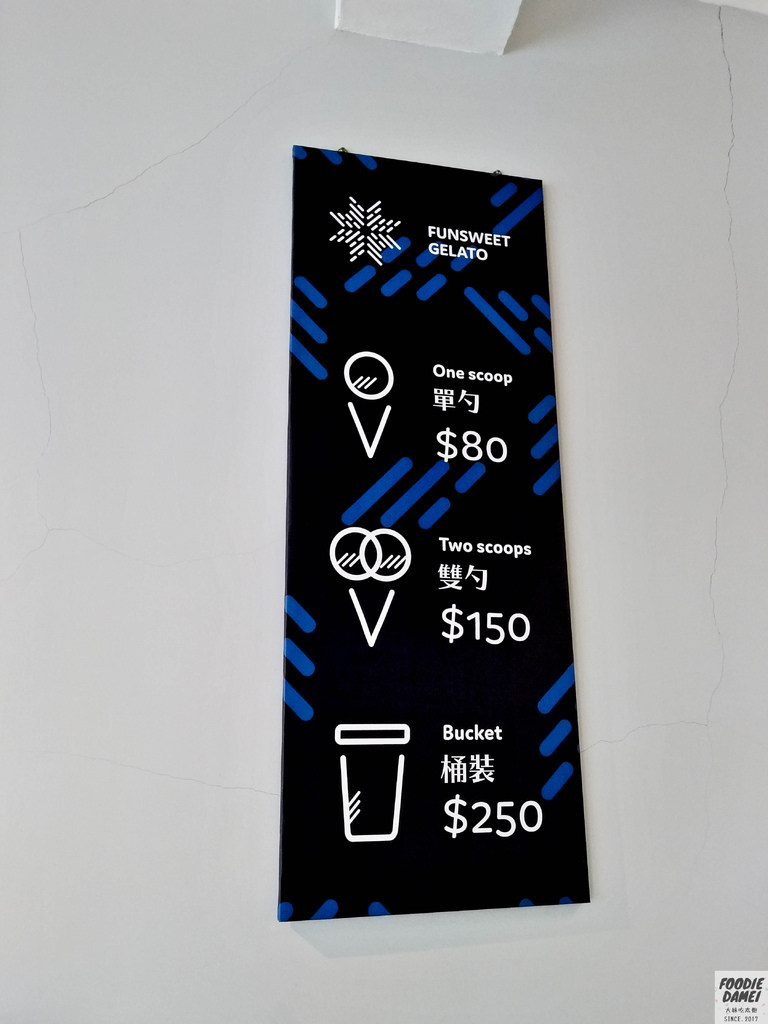 FUNSWEET
GELATO
One scoop
單勺
$80
Two scoops
雙勺
$150
Bucket
桶裝
$250
FOODIE
DAMEI
SINCE.2017